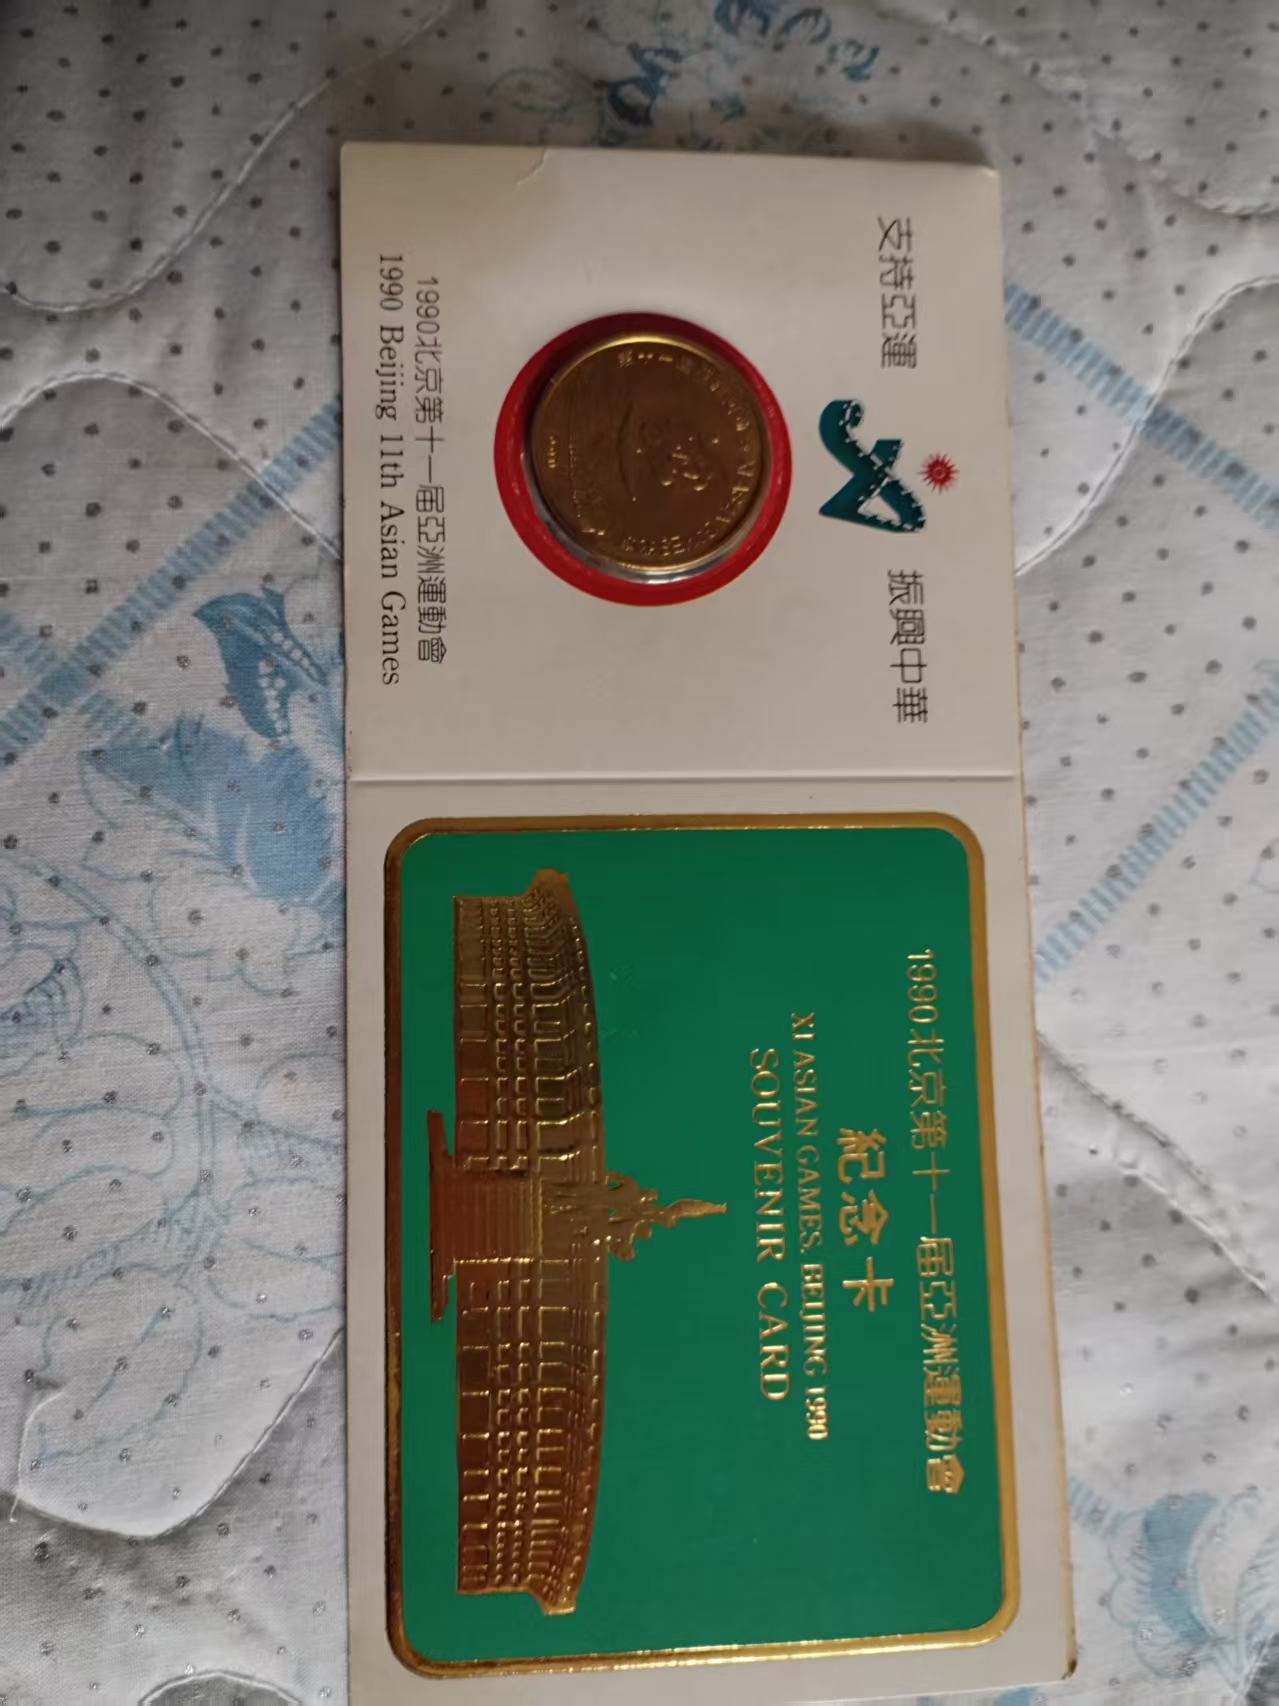 支持亞運
振興中華
1990北京第十一届亞洲運動會
1990 Beijing 11th Asian Games
1990北京第十一届亞洲運動會
紀念卡
XI ASIAN GAMES, BEIJING 1990
SOUVENIR CARD